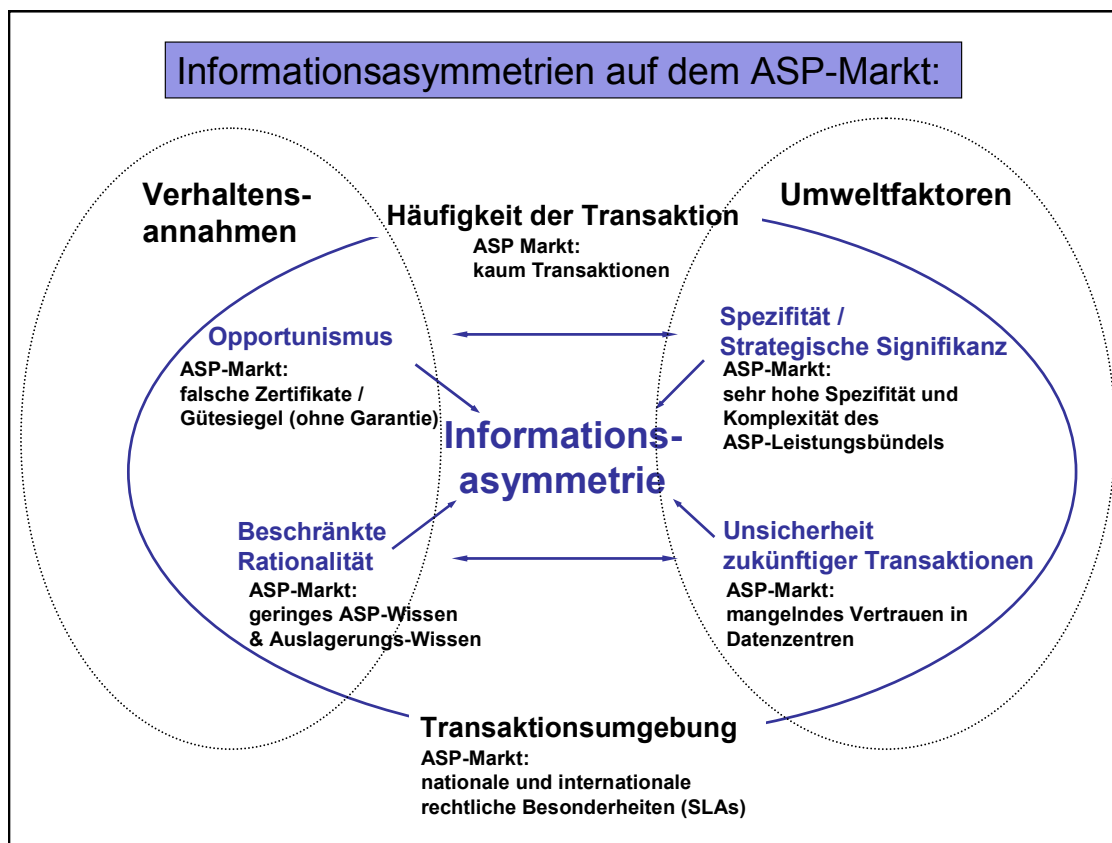 Informationsasymmetrien auf dem ASP-Markt:
Verhaltens-
annahmen
Umweltfaktoren
Häufigkeit der Transaktion
ASP Markt:
kaum Transaktionen
Opportunismus
ASP-Markt:
falsche Zertifikate /
Gütesiegel (ohne Garantie)
Spezifität /
Strategische Signifikanz
ASP-Markt:
sehr hohe Spezifität und
Komplexität des
ASP-Leistungsbündels
Informations-
asymmetrie
Beschränkte
Rationalität
ASP-Markt:
geringes ASP-Wissen
& Auslagerungs-Wissen
Unsicherheit
zukünftiger Transaktionen
ASP-Markt:
mangelndes Vertrauen in
Datenzentren
Transaktionsumgebung
ASP-Markt:
nationale und internationale
rechtliche Besonderheiten (SLAs)